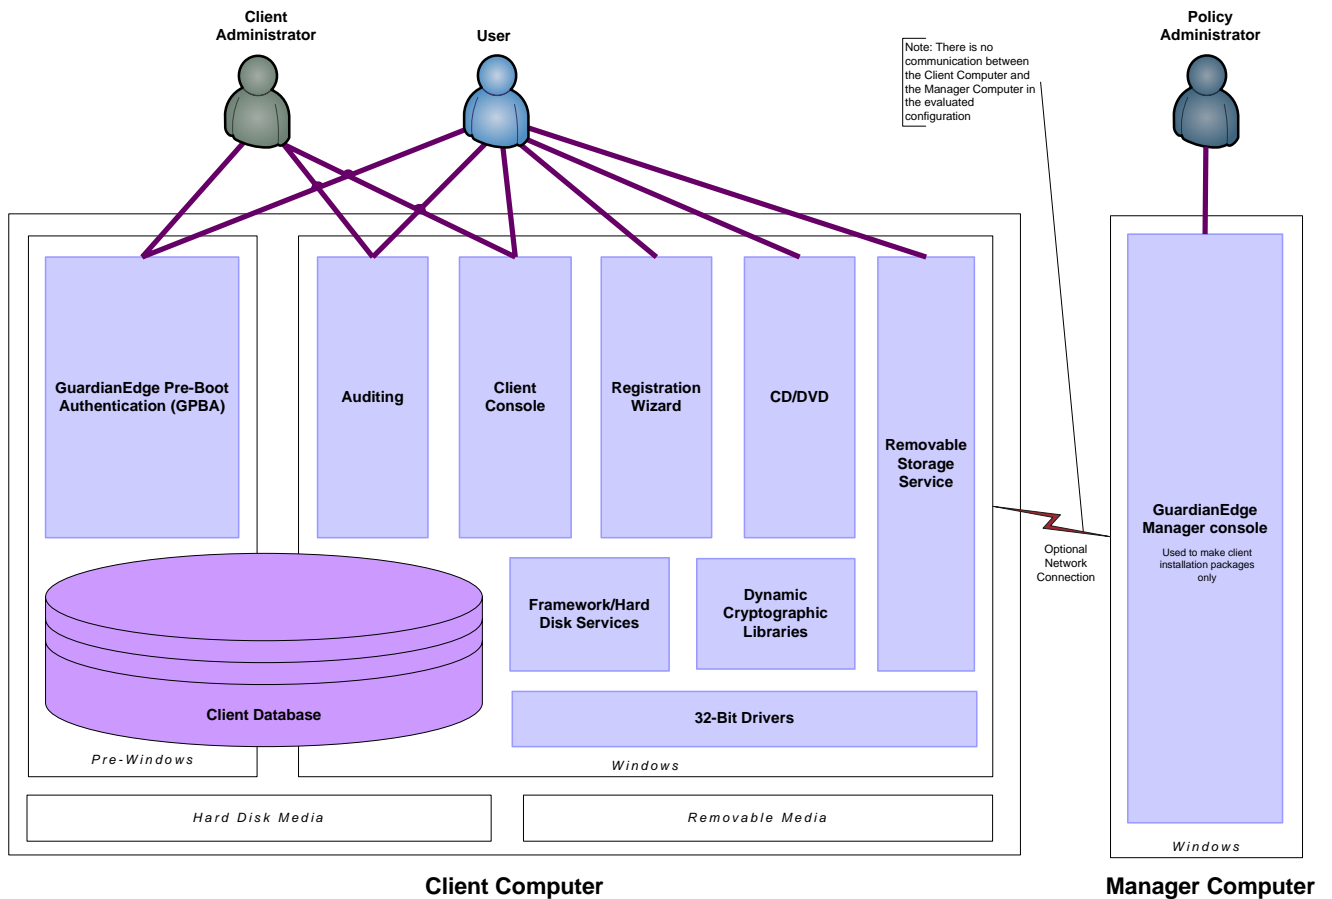 Client
Administrator
User
Policy
Administrator
Note: There is no
communication between
the Client Computer and
the Manager Computer in
the evaluated
configuration
GuardianEdge Pre-Boot
Authentication (GPBA)
Auditing
Client
Console
Registration
Wizard
CD/DVD
Removable
Storage
Service
GuardianEdge
Manager console
Used to make client
installation packages
only
Optional
Network
Connection
Framework/Hard
Disk Services
Dynamic
Cryptographic
Libraries
Client Database
32-Bit Drivers
Pre-Windows
Windows
Hard Disk Media
Removable Media
Windows
Client Computer
Manager Computer